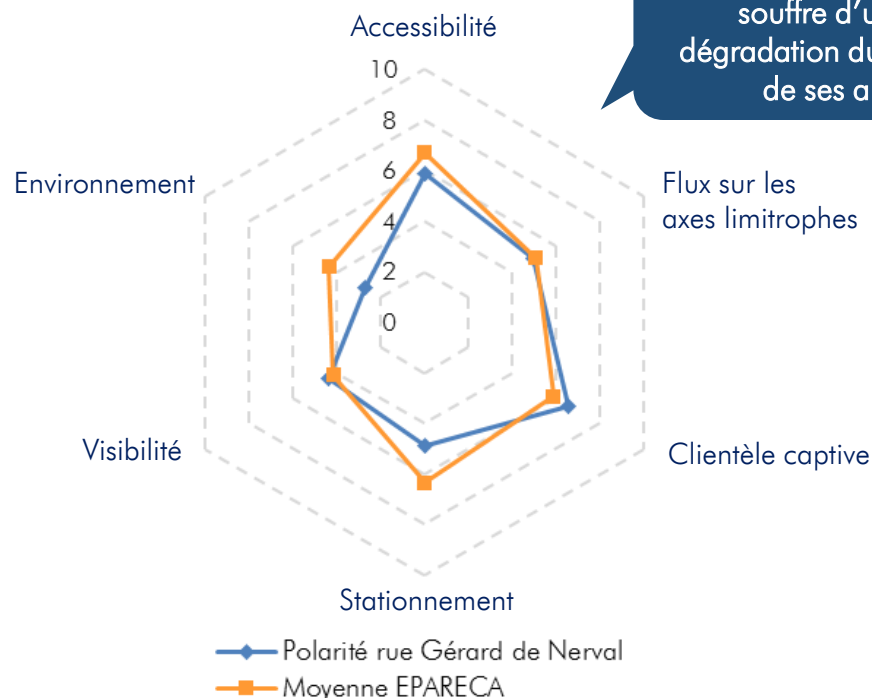 souffre d'u
dégradation du
de ses a
Accessibilité
10
8
6
4
2
0
Environnement
Flux sur les
axes limitrophes
Visibilité
Clientèle captive
Stationnement
Polarité rue Gérard de Nerval
Moyenne EPARECA